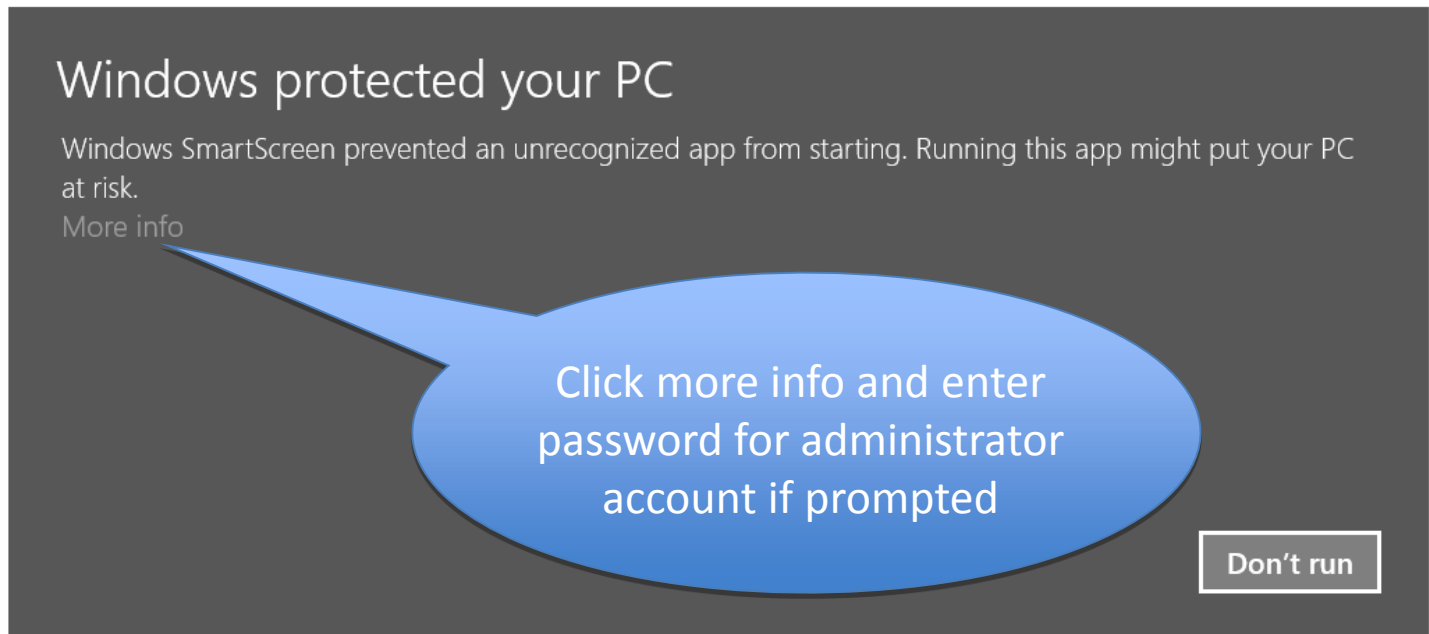 Windows protected your PC
Windows SmartScreen prevented an unrecognized app from starting. Running this app might put your PC
at risk.
More info
Click more info and enter
password for administrator
account if prompted
Don't run